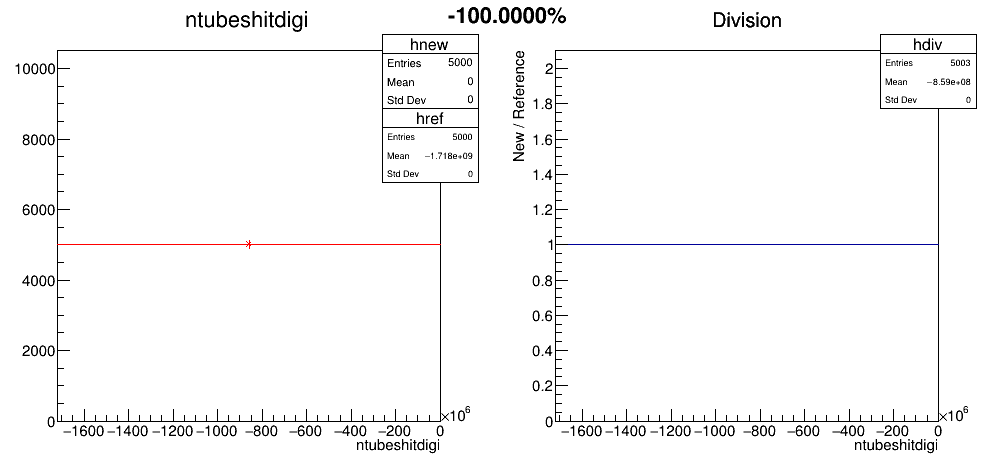 -100.0000%
ntubeshitdigi
hnew
Entries 5000
Mean 0
Std Dev 0
href
Entries 5000
Mean −1.718e+09
Std Dev 0
10000
8000
6000
4000
2000
0
−1600 −1400 −1200 −1000 −800 −600 −400 −200 0
×10⁶
ntubeshitdigi
Division
hdiv
Entries 5003
Mean −8.59e+08
Std Dev 0
New / Reference
2
1.8
1.6
1.4
1.2
1
0.8
0.6
0.4
0.2
0
−1600 −1400 −1200 −1000 −800 −600 −400 −200 0
×10⁶
ntubeshitdigi